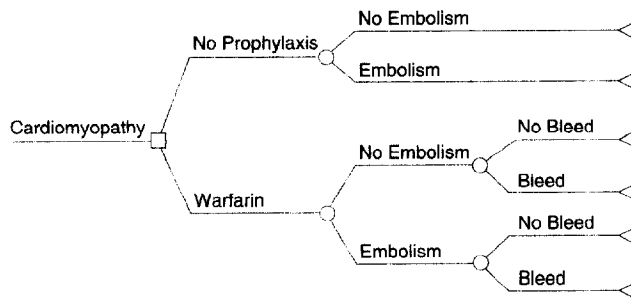 No Embolism
No Prophylaxis
Embolism
Cardiomyopathy
No Bleed
No Embolism
Bleed
Warfarin
No Bleed
Embolism
Bleed